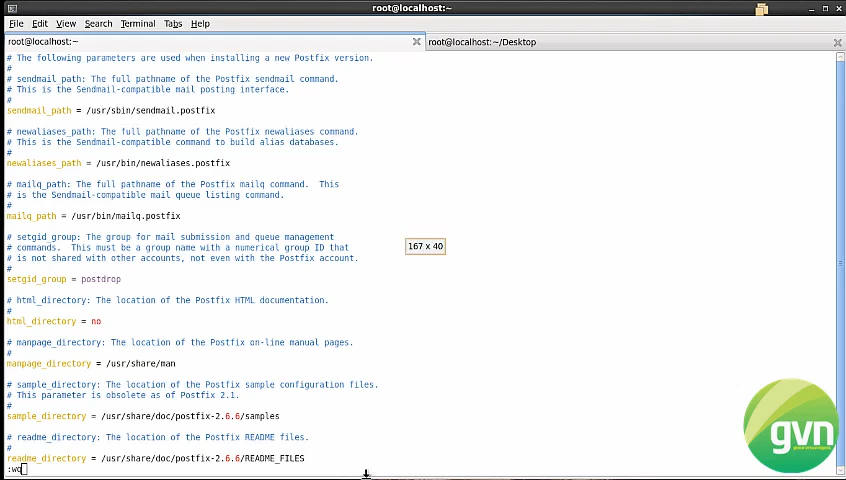 root@localhost:~
File Edit View Search Terminal Tabs Help
root@localhost:~ root@localhost:~/Desktop
# The following parameters are used when installing a new Postfix version.
#
# sendmail_path: The full pathname of the Postfix sendmail command.
# This is the Sendmail-compatible mail posting interface.
#
sendmail_path = /usr/sbin/sendmail.postfix
# newaliases_path: The full pathname of the Postfix newaliases command.
# This is the Sendmail-compatible command to build alias databases.
#
newaliases_path = /usr/bin/newaliases.postfix
# mailq_path: The full pathname of the Postfix mailq command.  This
# is the Sendmail-compatible mail queue listing command.
#
mailq_path = /usr/bin/mailq.postfix
# setgid_group: The group for mail submission and queue management
# commands.  This must be a group name with a numerical group ID that
# is not shared with other accounts, not even with the Postfix account.
#
setgid_group = postdrop
# html_directory: The location of the Postfix HTML documentation.
#
html_directory = no
# manpage_directory: The location of the Postfix on-line manual pages.
#
manpage_directory = /usr/share/man
# sample_directory: The location of the Postfix sample configuration files.
# This parameter is obsolete as of Postfix 2.1.
#
sample_directory = /usr/share/doc/postfix-2.6.6/samples
# readme_directory: The location of the Postfix README files.
#
readme_directory = /usr/share/doc/postfix-2.6.6/README_FILES
:wq
167 x 40
gvn